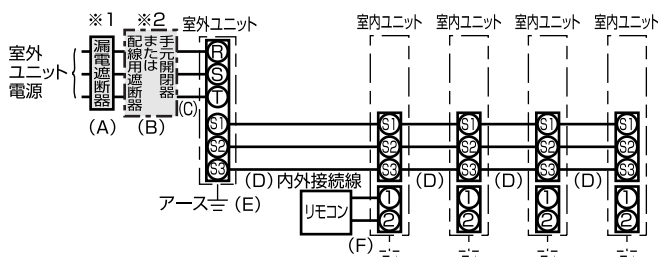 ※1
※2
室外ユニット
室内ユニット
室内ユニット
室内ユニット
室内ユニット
室外
ユニット
電源
漏電遮断器
手元開閉器
または
配線用遮断器
R
S
T
(A)
(B)
(C)
S1
S2
S3
S1
S2
S3
S1
S2
S3
S1
S2
S3
S1
S2
S3
(D) 内外接続線
(D)
(D)
(D)
アース
(E)
リモコン
(F)
1
2
1
2
1
2
1
2